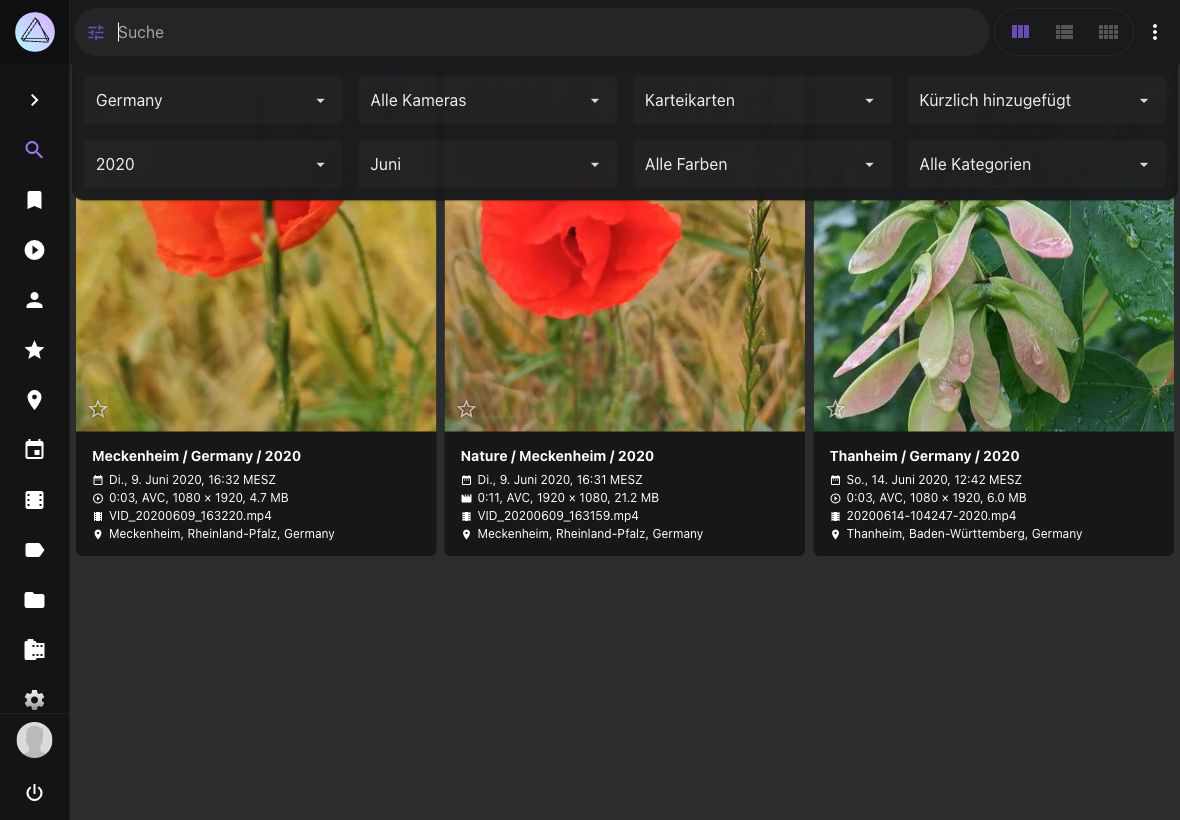 Suche
Germany
Alle Kameras
Karteikarten
Kürzlich hinzugefügt
2020
Juni
Alle Farben
Alle Kategorien
Meckenheim / Germany / 2020
Di., 9. Juni 2020, 16:32 MESZ
0:03, AVC, 1080 × 1920, 4.7 MB
VID_20200609_163220.mp4
Meckenheim, Rheinland-Pfalz, Germany
Nature / Meckenheim / 2020
Di., 9. Juni 2020, 16:31 MESZ
0:11, AVC, 1920 × 1080, 21.2 MB
VID_20200609_163159.mp4
Meckenheim, Rheinland-Pfalz, Germany
Thanheim / Germany / 2020
So., 14. Juni 2020, 12:42 MESZ
0:03, AVC, 1080 × 1920, 6.0 MB
20200614-104247-2020.mp4
Thanheim, Baden-Württemberg, Germany